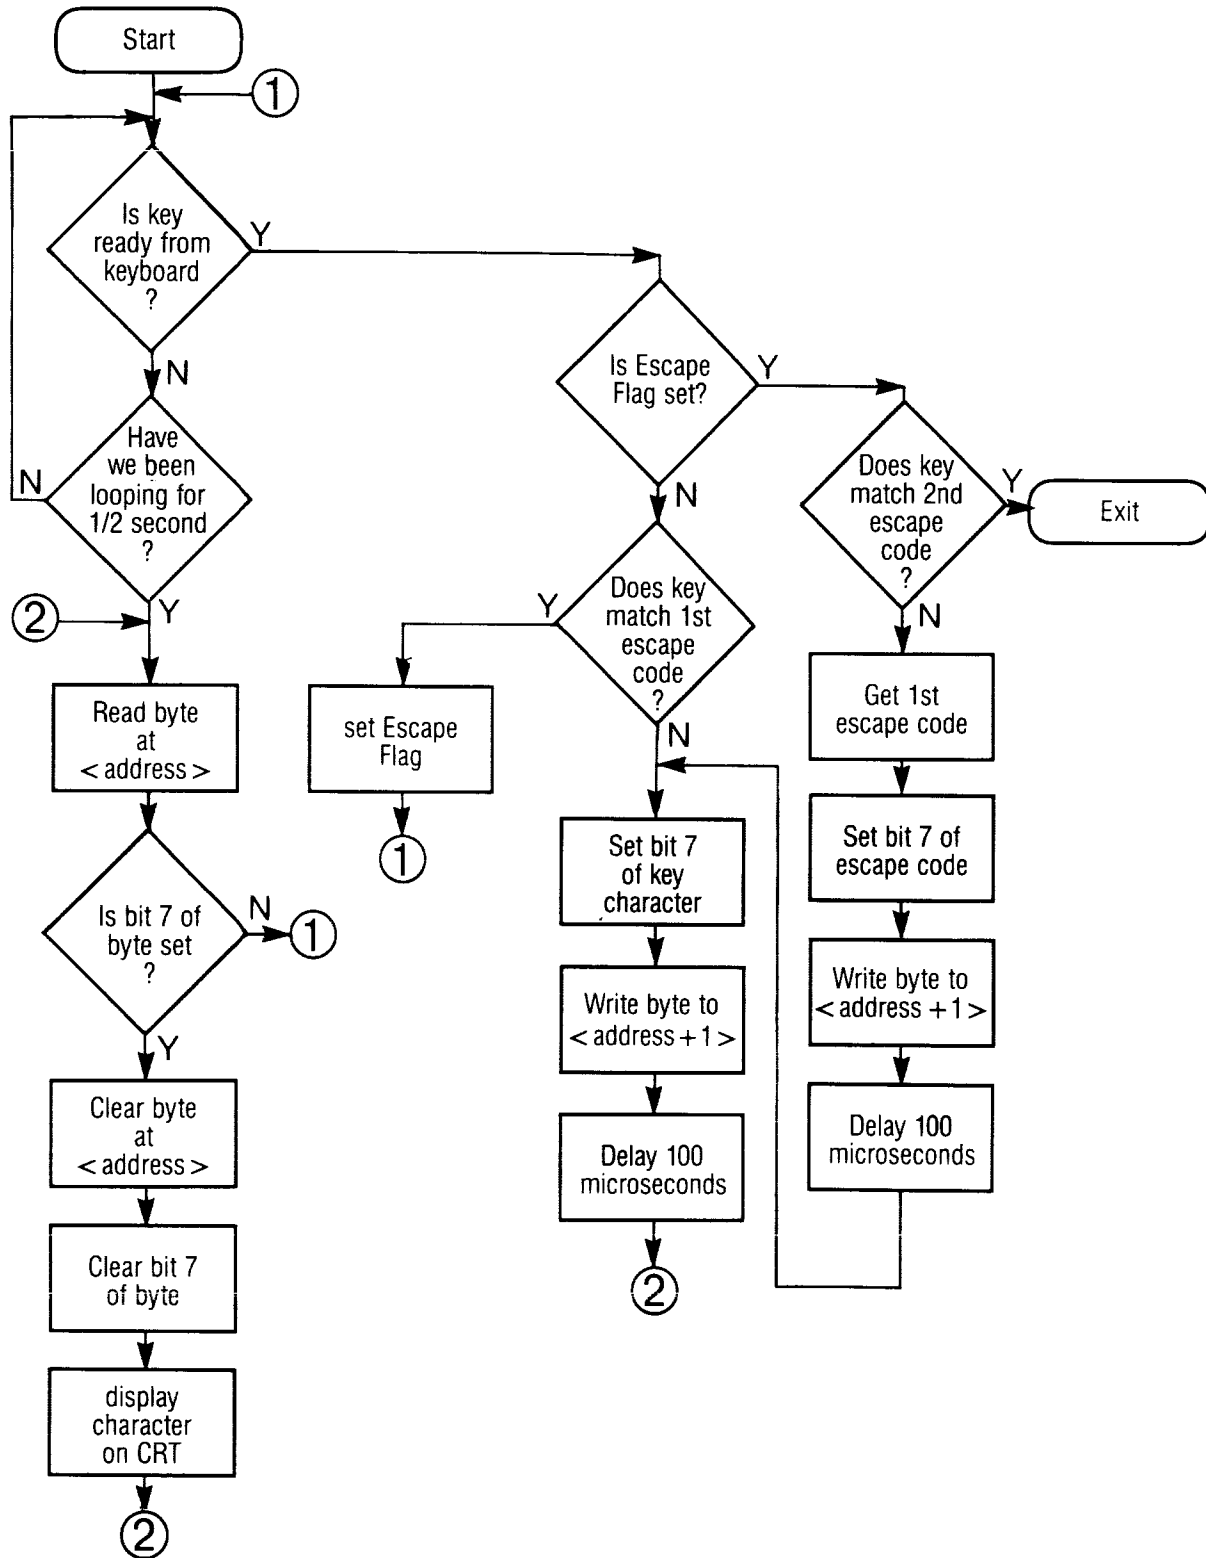 Start
1
Is key
ready from
keyboard
?
Y
N
Have
we been
looping for
1/2 second
?
N
Y
2
Read byte
at
< address >
Is bit 7 of
byte set
?
N
1
Y
Clear byte
at
< address >
Clear bit 7
of byte
display
character
on CRT
2
Is Escape
Flag set?
Y
N
Does key
match 1st
escape
code
?
Y
set Escape
Flag
1
N
Set bit 7
of key
character
Write byte to
< address + 1 >
Delay 100
microseconds
2
Does key
match 2nd
escape
code
?
Y
Exit
N
Get 1st
escape code
Set bit 7 of
escape code
Write byte to
< address + 1 >
Delay 100
microseconds